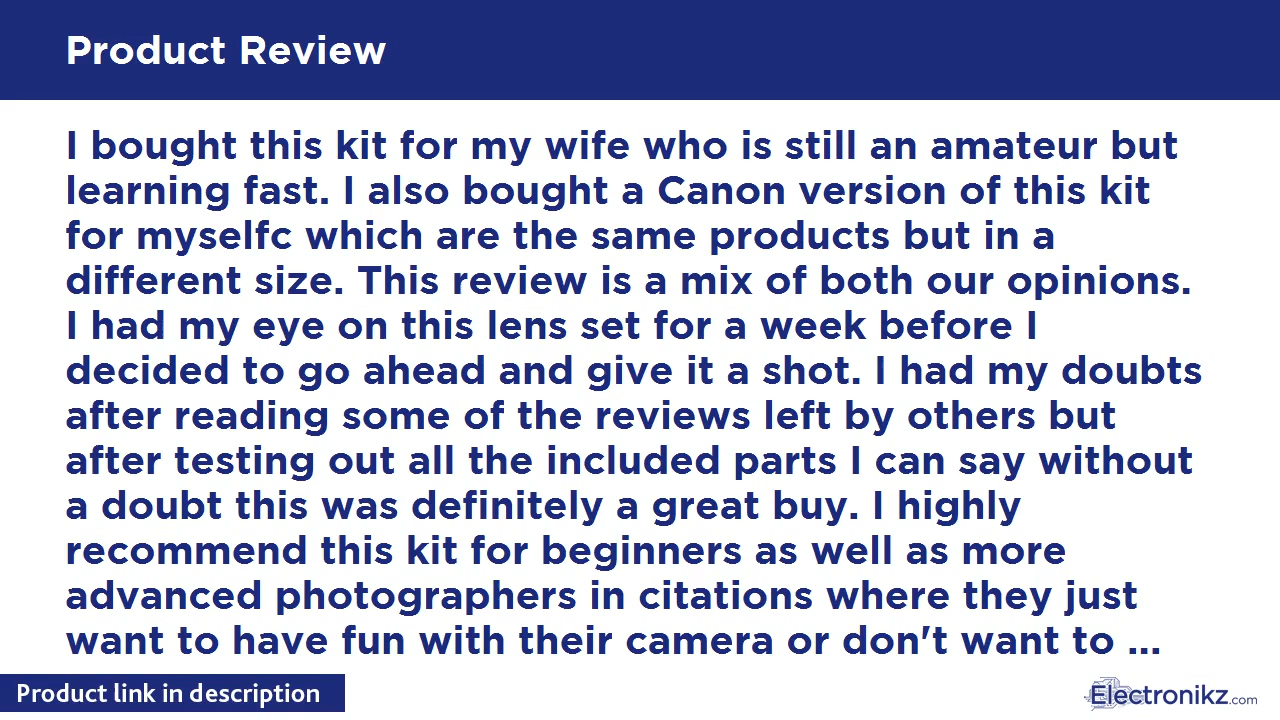 Product Review
I bought this kit for my wife who is still an amateur but
learning fast. I also bought a Canon version of this kit
for myselfc which are the same products but in a
different size. This review is a mix of both our opinions.
I had my eye on this lens set for a week before I
decided to go ahead and give it a shot. I had my doubts
after reading some of the reviews left by others but
after testing out all the included parts I can say without
a doubt this was definitely a great buy. I highly
recommend this kit for beginners as well as more
advanced photographers in citations where they just
want to have fun with their camera or don't want to ...
Product link in description
Electronikz.com